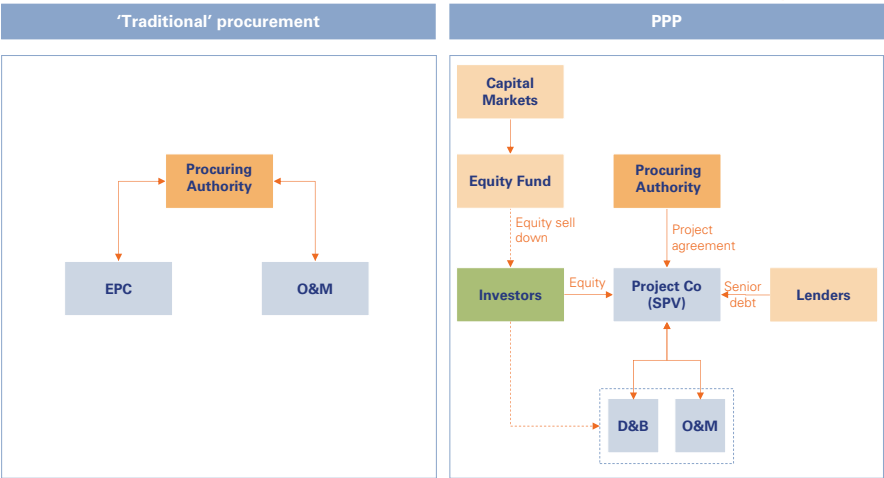 ‘Traditional’ procurement
Procuring
Authority
EPC
O&M
PPP
Capital
Markets
Equity Fund
Procuring
Authority
Equity sell
down
Project
agreement
Investors
Equity
Project Co
(SPV)
Senior
debt
Lenders
D&B
O&M